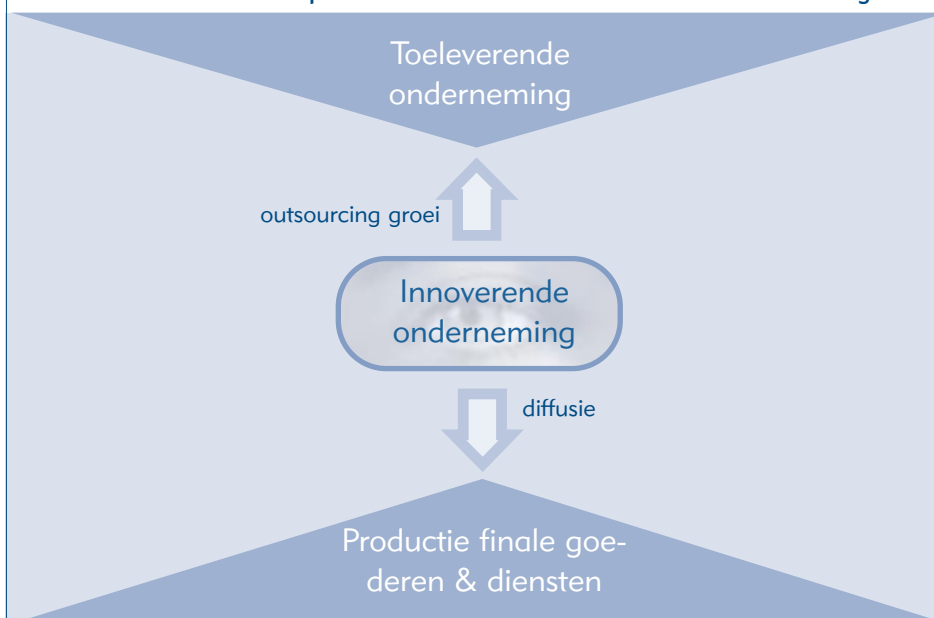 Toeleverende
onderneming
outsourcing groei
Innoverende
onderneming
diffusie
Productie finale goe-
deren & diensten